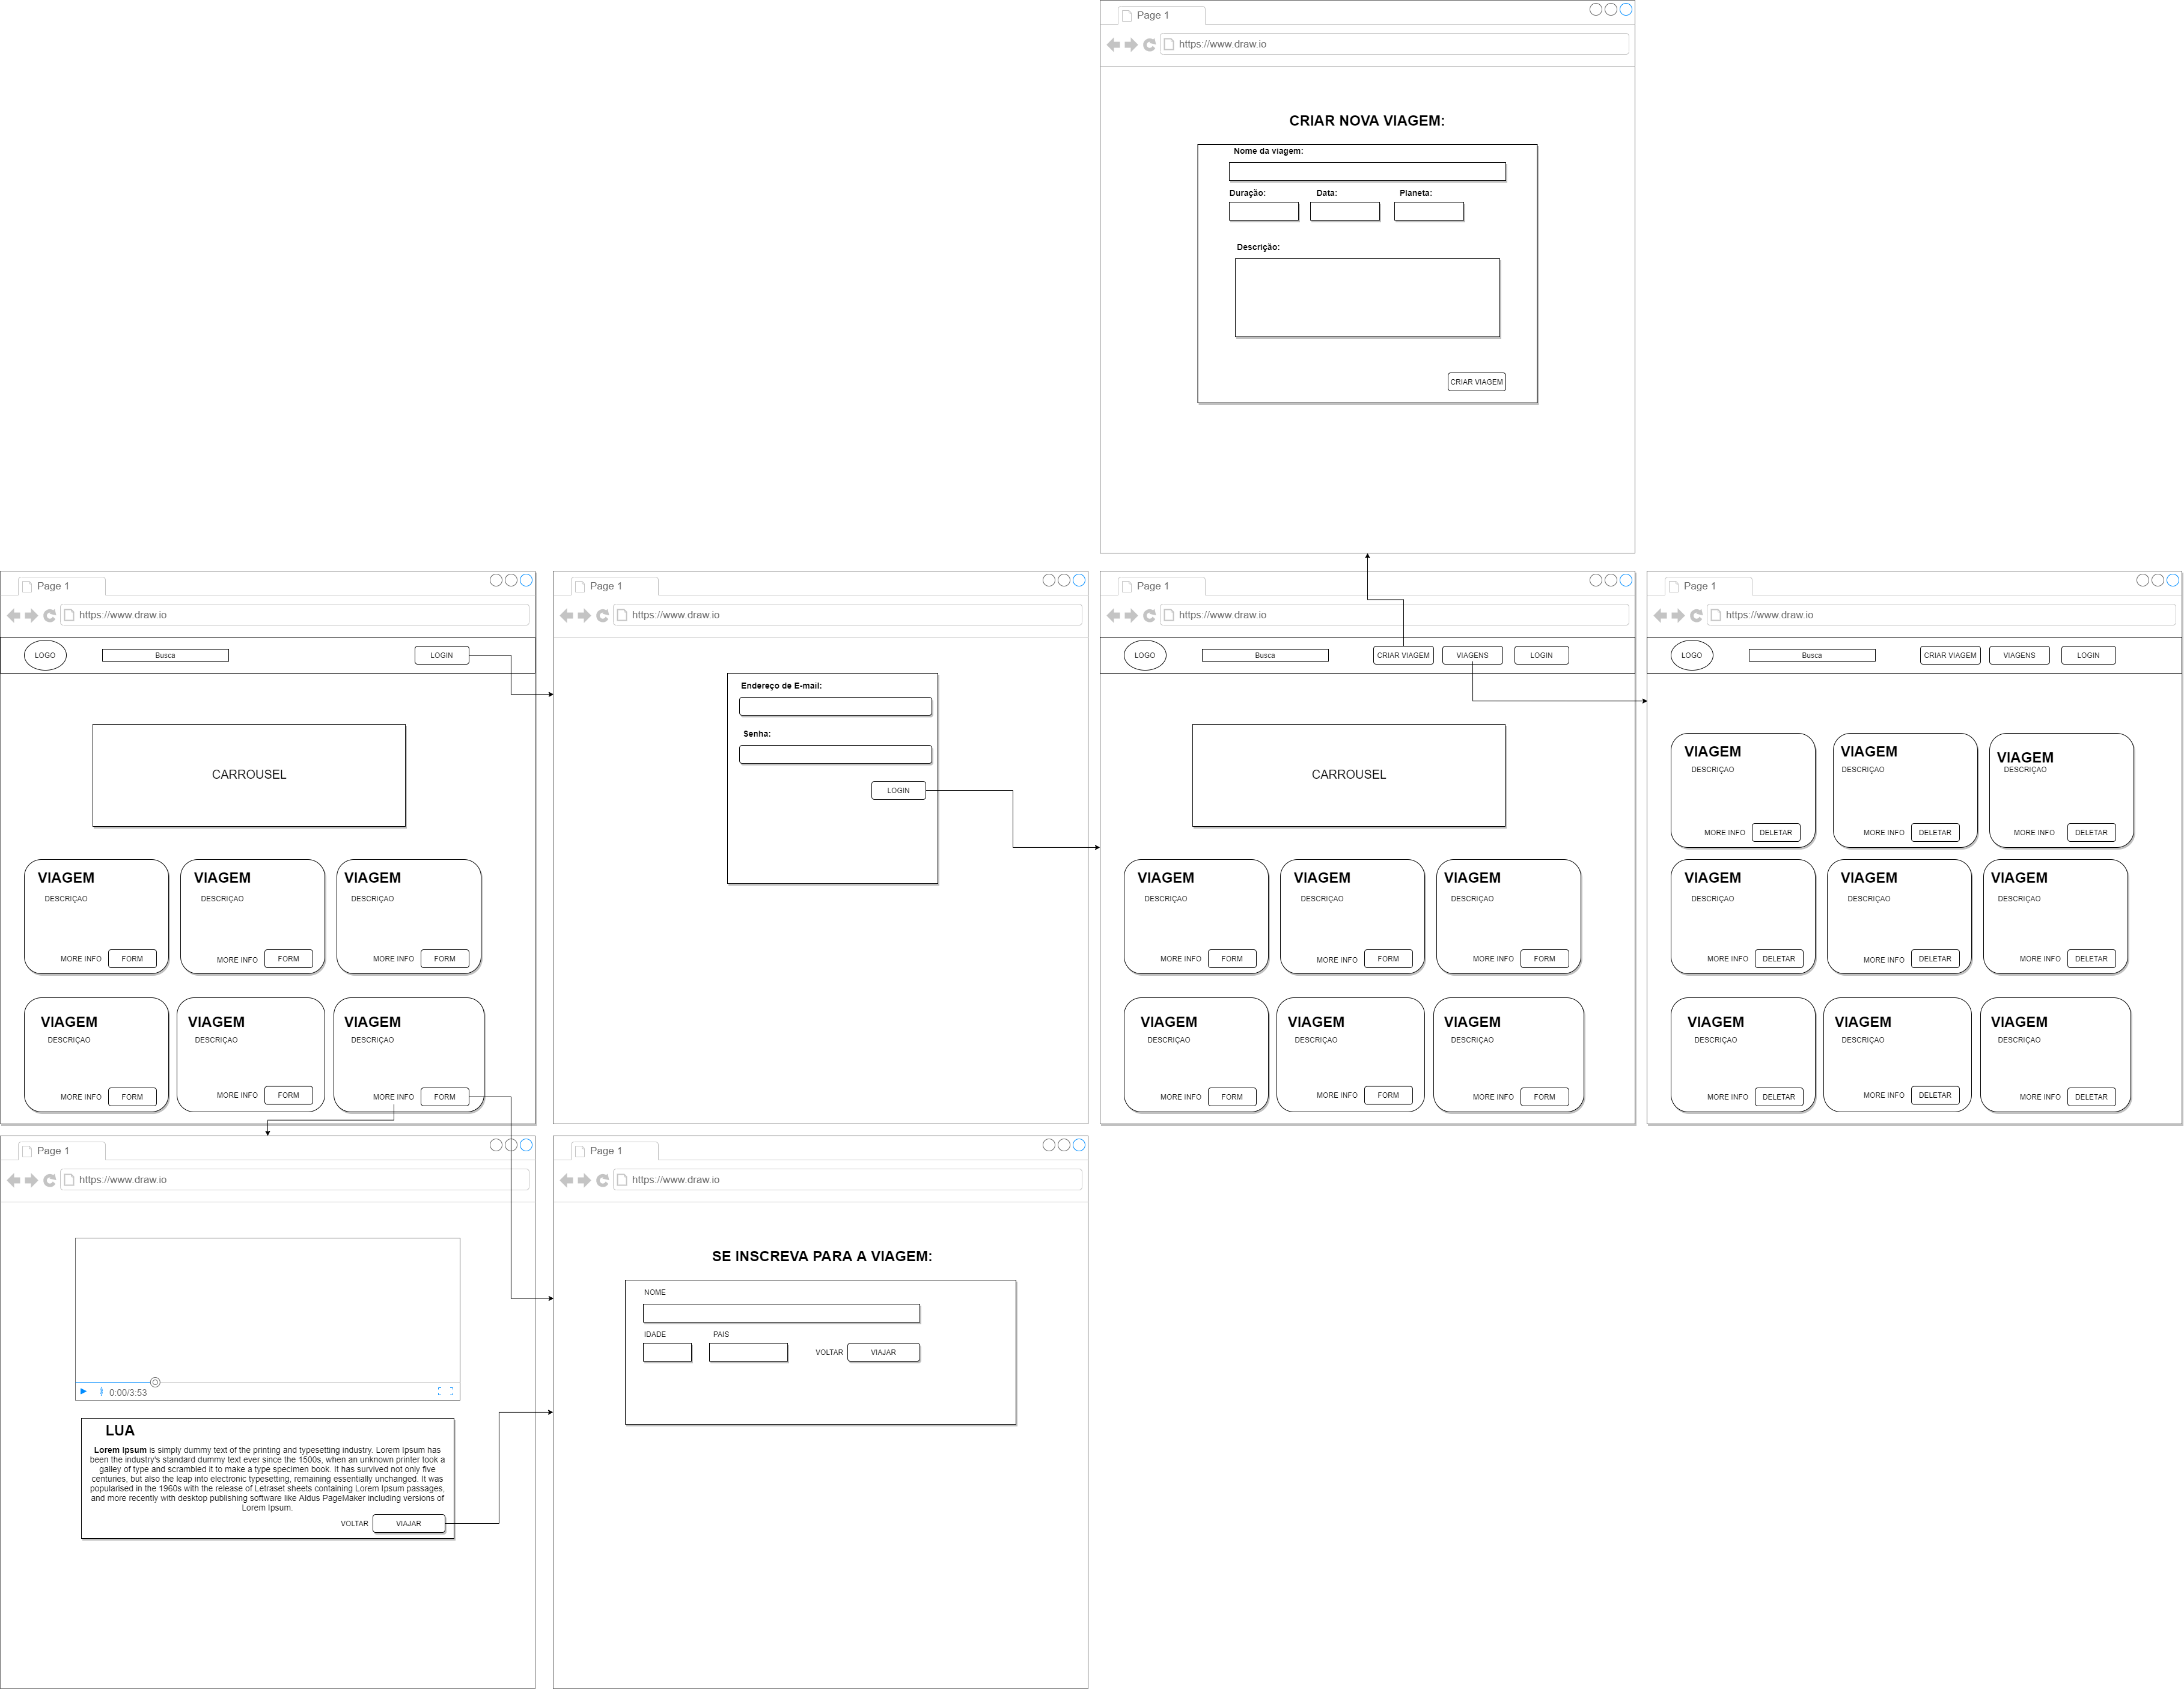 Page 1
https://www.draw.io
CRIAR NOVA VIAGEM:
Nome da viagem:
Duração: Data: Planeta:
Descrição:
CRIAR VIAGEM
Page 1
https://www.draw.io
LOGO Busca LOGIN
CARROUSEL
VIAGEM VIAGEM VIAGEM
DESCRIÇAO DESCRIÇAO DESCRIÇAO
MORE INFO FORM MORE INFO FORM MORE INFO FORM
VIAGEM VIAGEM VIAGEM
DESCRIÇAO DESCRIÇAO DESCRIÇAO
MORE INFO FORM MORE INFO FORM MORE INFO FORM
Page 1
https://www.draw.io
Endereço de E-mail:
Senha:
LOGIN
Page 1
https://www.draw.io
LOGO Busca CRIAR VIAGEM VIAGENS LOGIN
CARROUSEL
VIAGEM VIAGEM VIAGEM
DESCRIÇAO DESCRIÇAO DESCRIÇAO
MORE INFO FORM MORE INFO FORM MORE INFO FORM
VIAGEM VIAGEM VIAGEM
DESCRIÇAO DESCRIÇAO DESCRIÇAO
MORE INFO FORM MORE INFO FORM MORE INFO FORM
Page 1
https://www.draw.io
LOGO Busca CRIAR VIAGEM VIAGENS LOGIN
VIAGEM VIAGEM VIAGEM
DESCRIÇAO DESCRIÇAO DESCRIÇAO
MORE INFO DELETAR MORE INFO DELETAR MORE INFO DELETAR
VIAGEM VIAGEM VIAGEM
DESCRIÇAO DESCRIÇAO DESCRIÇAO
MORE INFO DELETAR MORE INFO DELETAR MORE INFO DELETAR
VIAGEM VIAGEM VIAGEM
DESCRIÇAO DESCRIÇAO DESCRIÇAO
MORE INFO DELETAR MORE INFO DELETAR MORE INFO DELETAR
Page 1
https://www.draw.io
0:00/3:53
LUA
Lorem Ipsum is simply dummy text of the printing and typesetting industry. Lorem Ipsum has
been the industry's standard dummy text ever since the 1500s, when an unknown printer took a
galley of type and scrambled it to make a type specimen book. It has survived not only five
centuries, but also the leap into electronic typesetting, remaining essentially unchanged. It was
popularised in the 1960s with the release of Letraset sheets containing Lorem Ipsum passages,
and more recently with desktop publishing software like Aldus PageMaker including versions of
Lorem Ipsum.
VOLTAR VIAJAR
Page 1
https://www.draw.io
SE INSCREVA PARA A VIAGEM:
NOME
IDADE PAIS
VOLTAR VIAJAR